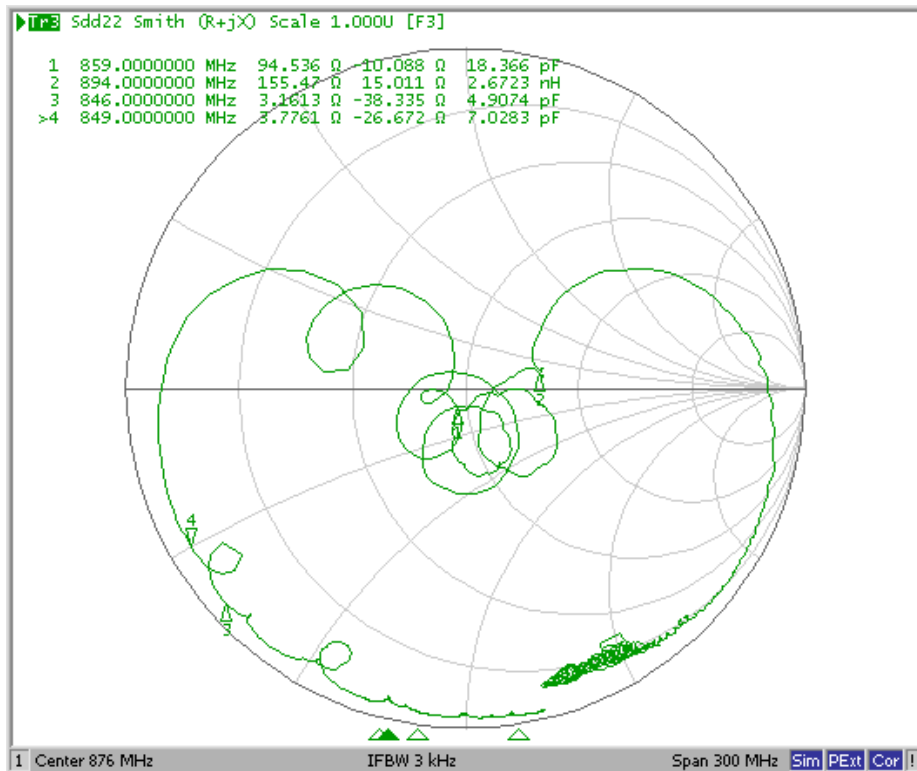 Tr3 Sdd22 Smith (R+jX) Scale 1.000U [F3]
1 859.0000000 MHz 94.536 Ω -10.088 Ω 18.366 pF
2 894.0000000 MHz 155.47 Ω 15.011 Ω 2.6723 nH
3 846.0000000 MHz 3.1613 Ω -38.335 Ω 4.9074 pF
>4 849.0000000 MHz 3.7761 Ω -26.672 Ω 7.0283 pF
2
1
4
3
1 Center 876 MHz IFBW 3 kHz Span 300 MHz Sim PExt Cor !